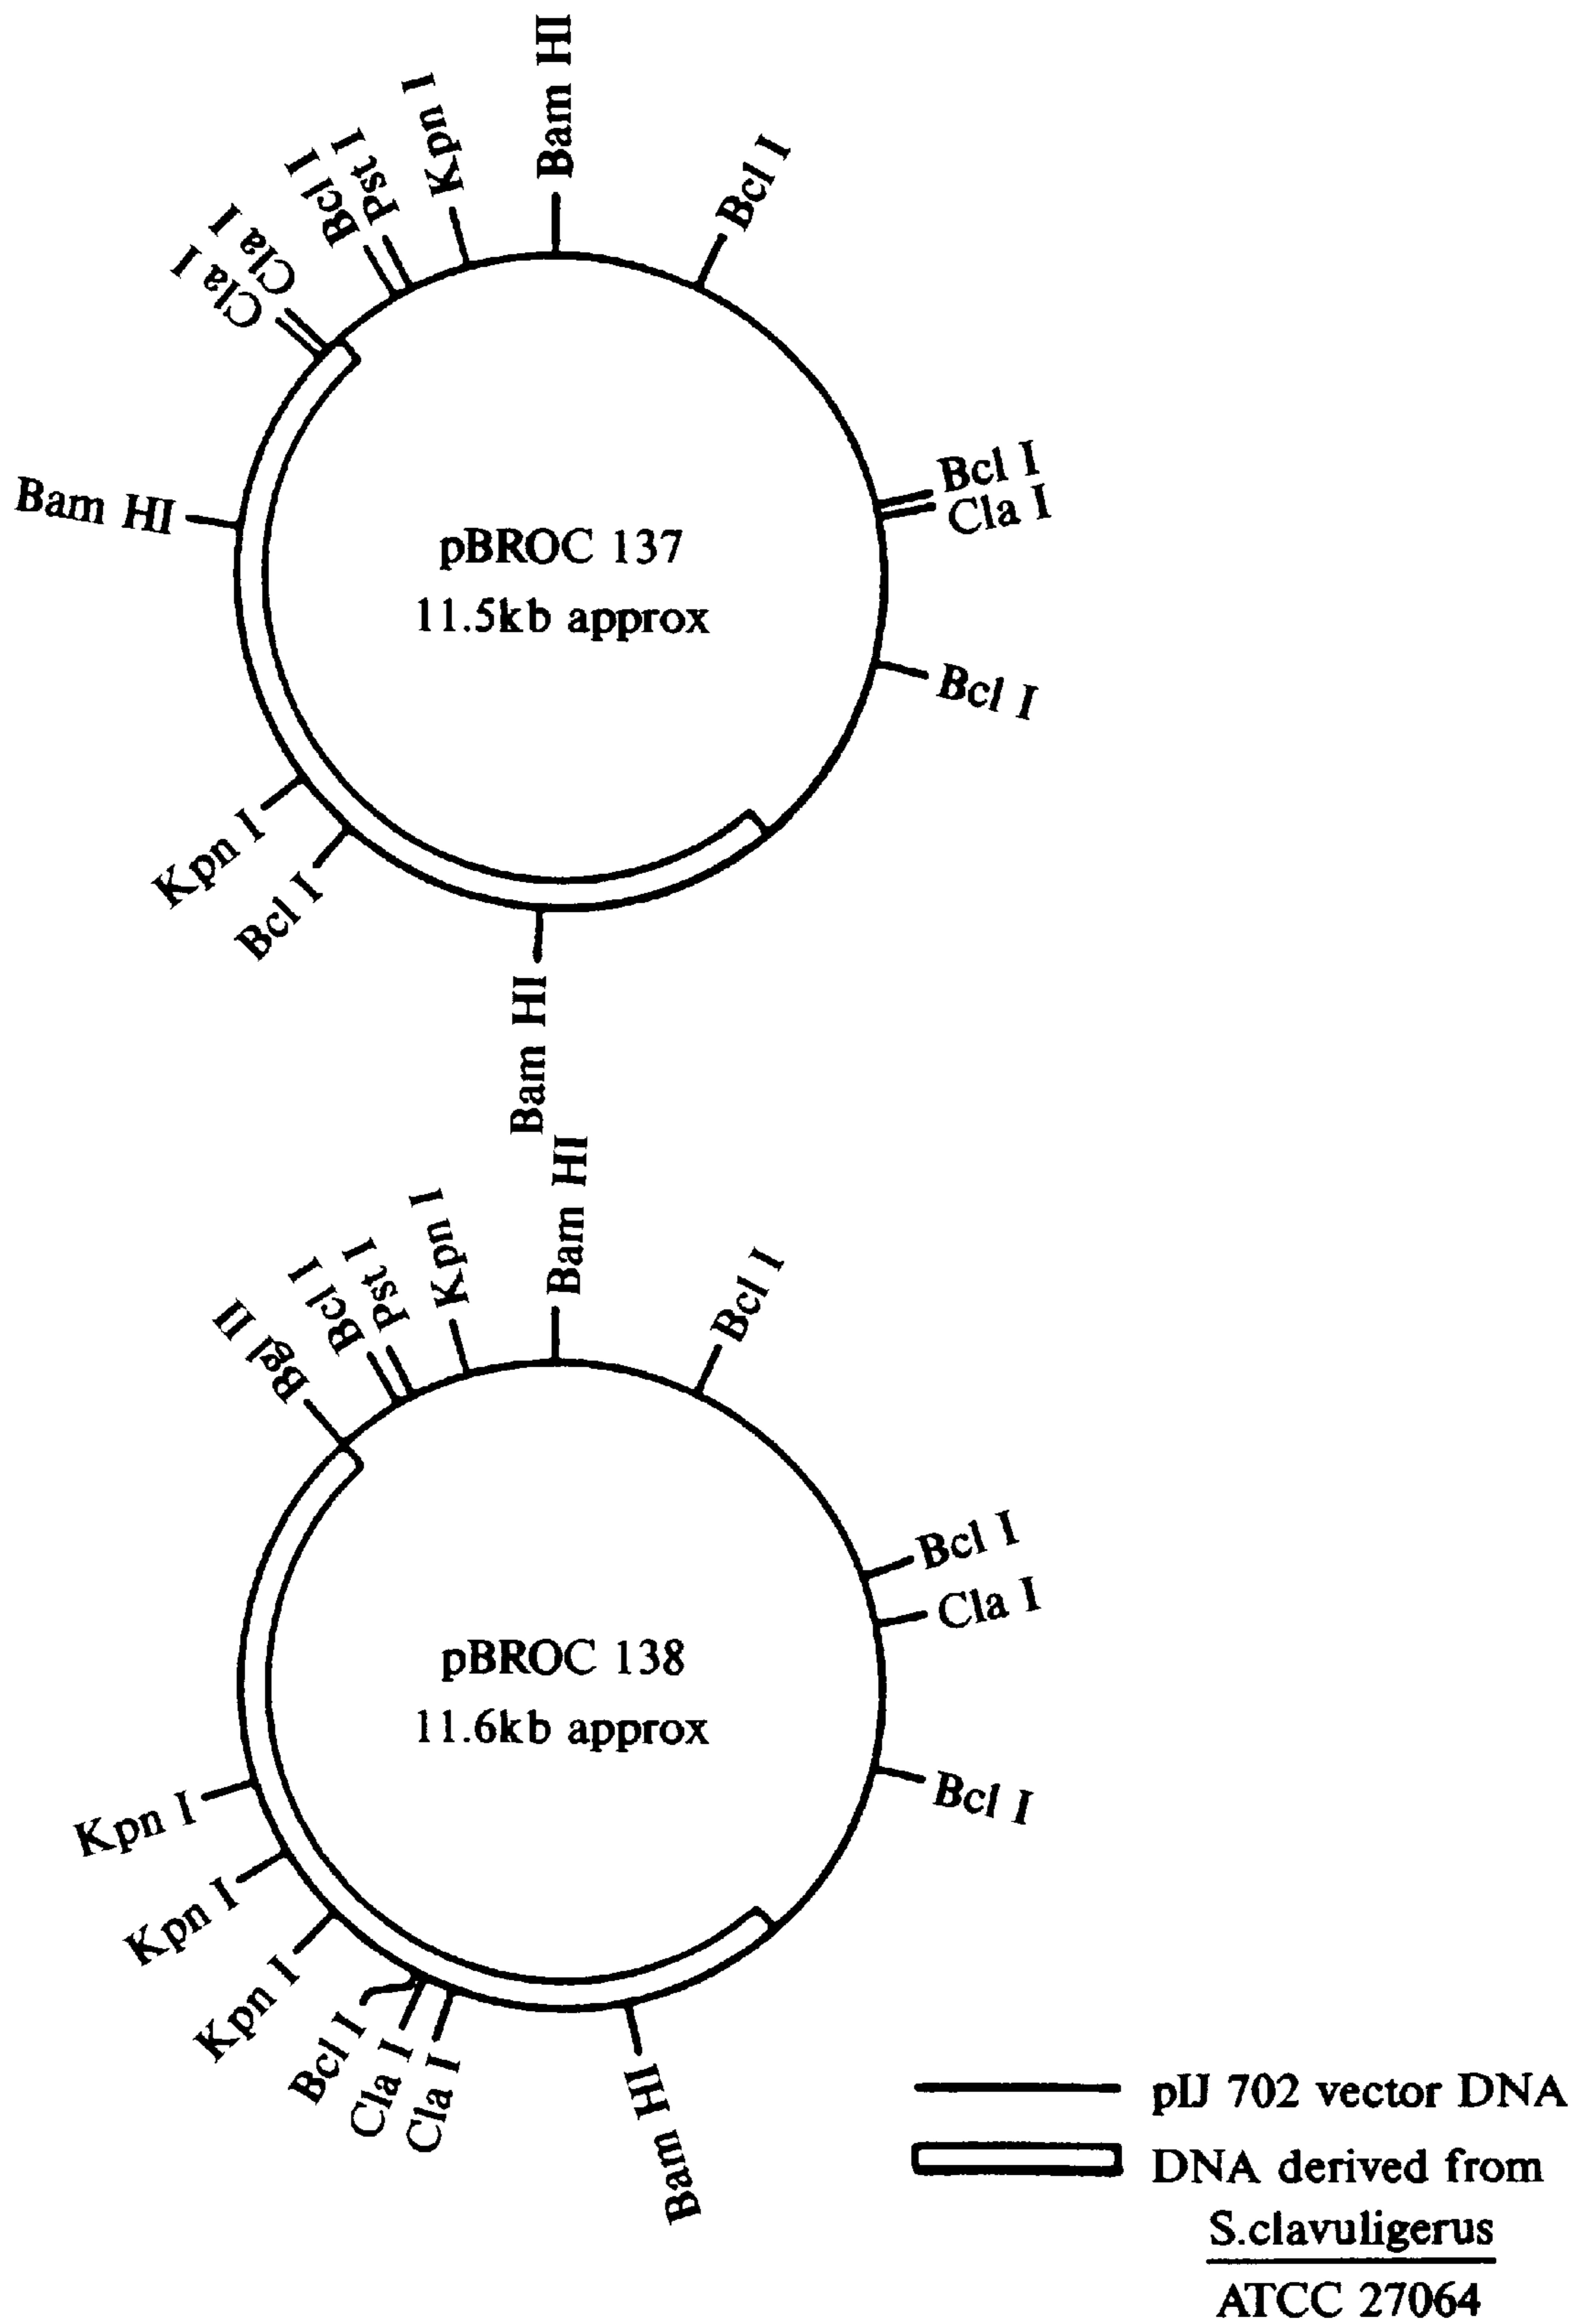 Bam HI
Kpn I
Pst I
Bcl I
Cla I
Cla I
Bcl I
Bcl I
Cla I
Bam HI
pBROC 137
11.5kb approx
Bcl I
Kpn I
Bcl I
Bam HI
Bam HI
Kpn I
Pst I
Bcl I
Bgl II
Bcl I
Bcl I
Cla I
pBROC 138
11.6kb approx
Bcl I
Kpn I
Kpn I
Kpn I
Bcl I
Cla I
Cla I
Bam HI
pIJ 702 vector DNA
DNA derived from
S.clavuligerus
ATCC 27064